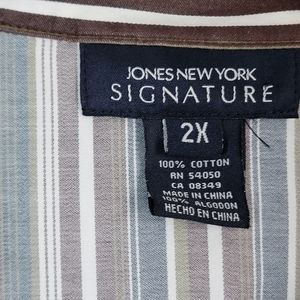 JONES NEW YORK
SIGNATURE
2X
100% COTTON
RN 54050
CA 08349
MADE IN CHINA
100% ALGODON
HECHO EN CHINA